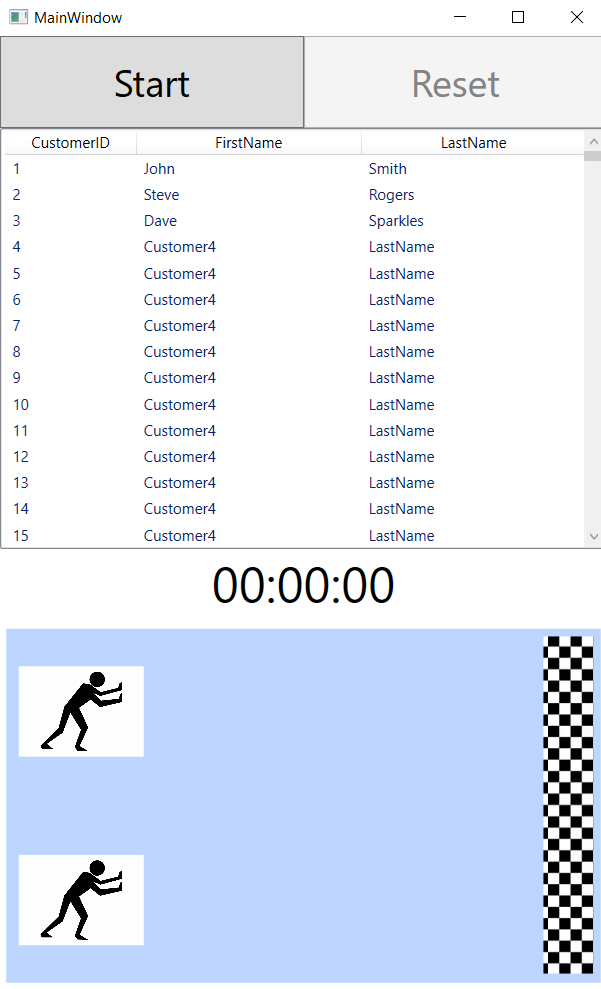 MainWindow
Start Reset
CustomerID FirstName LastName
1 John Smith
2 Steve Rogers
3 Dave Sparkles
4 Customer4 LastName
5 Customer4 LastName
6 Customer4 LastName
7 Customer4 LastName
8 Customer4 LastName
9 Customer4 LastName
10 Customer4 LastName
11 Customer4 LastName
12 Customer4 LastName
13 Customer4 LastName
14 Customer4 LastName
15 Customer4 LastName
00:00:00